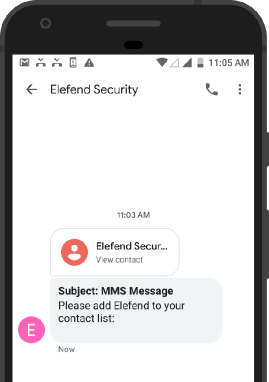 11:05 AM
Elefend Security
11:03 AM
Elefend Secur...
View contact
Subject: MMS Message
Please add Elefend to your
contact list:
E
Now